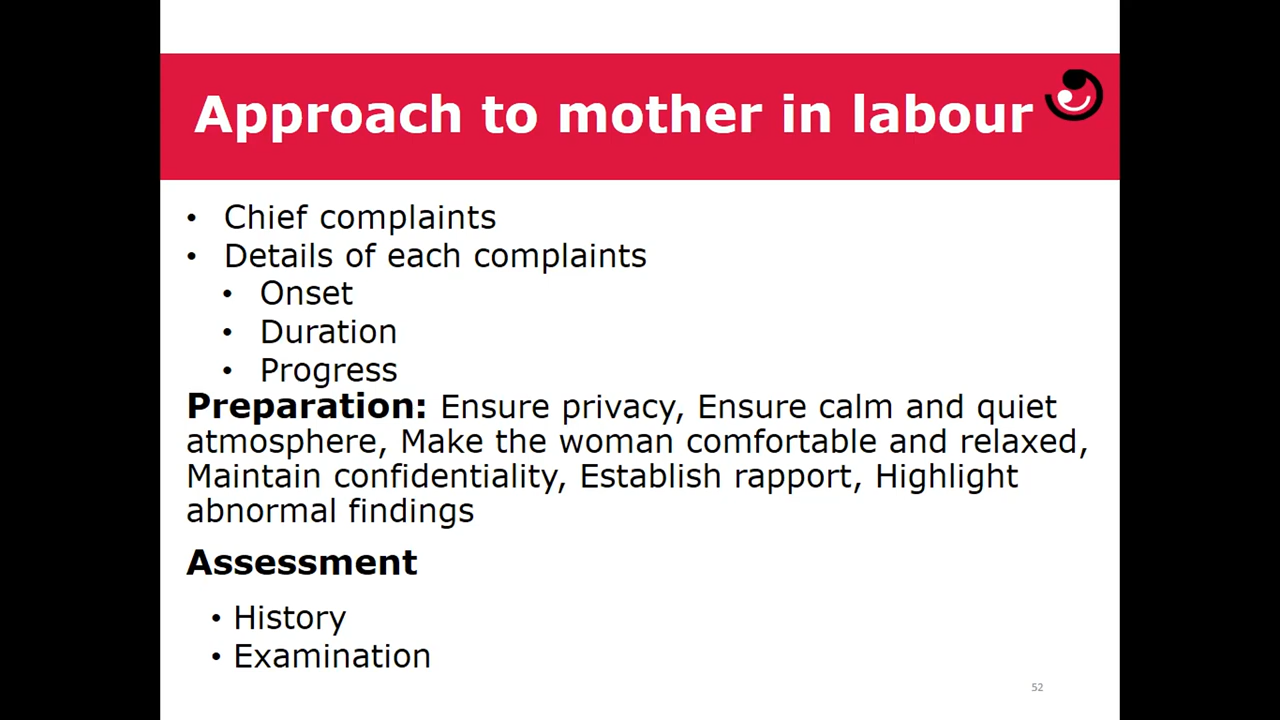 Approach to mother in labour
• Chief complaints
• Details of each complaints
• Onset
• Duration
• Progress
Preparation: Ensure privacy, Ensure calm and quiet
atmosphere, Make the woman comfortable and relaxed,
Maintain confidentiality, Establish rapport, Highlight
abnormal findings
Assessment
• History
• Examination
52